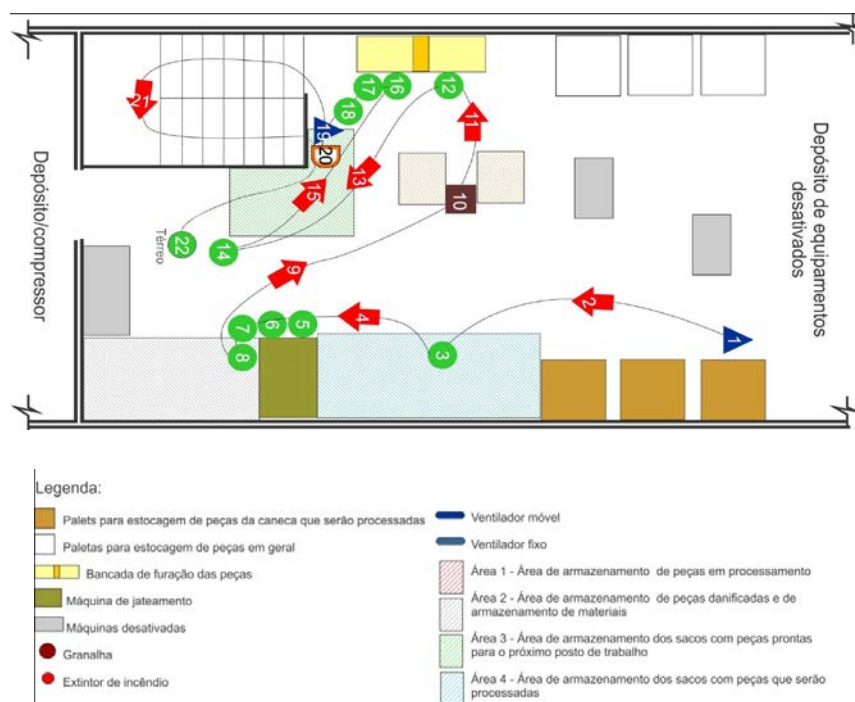 Depósito/compressor
21
19
20
18
17
16
12
11
13
15
10
14
22
Térreo
9
7
6
5
8
4
3
2
1
Depósito de equipamentos
desativados
Legenda:
Palets para estocagem de peças da caneca que serão processadas
Paletas para estocagem de peças em geral
Bancada de furação das peças
Máquina de jateamento
Máquinas desativadas
Granalha
Extintor de incêndio
Ventilador móvel
Ventilador fixo
Área 1 - Área de armazenamento de peças em processamento
Área 2 - Área de armazenamento de peças danificadas e de
armazenamento de materiais
Área 3 - Área de armazenamento dos sacos com peças prontas
para o próximo posto de trabalho
Área 4 - Área de armazenamento dos sacos com peças que serão
processadas